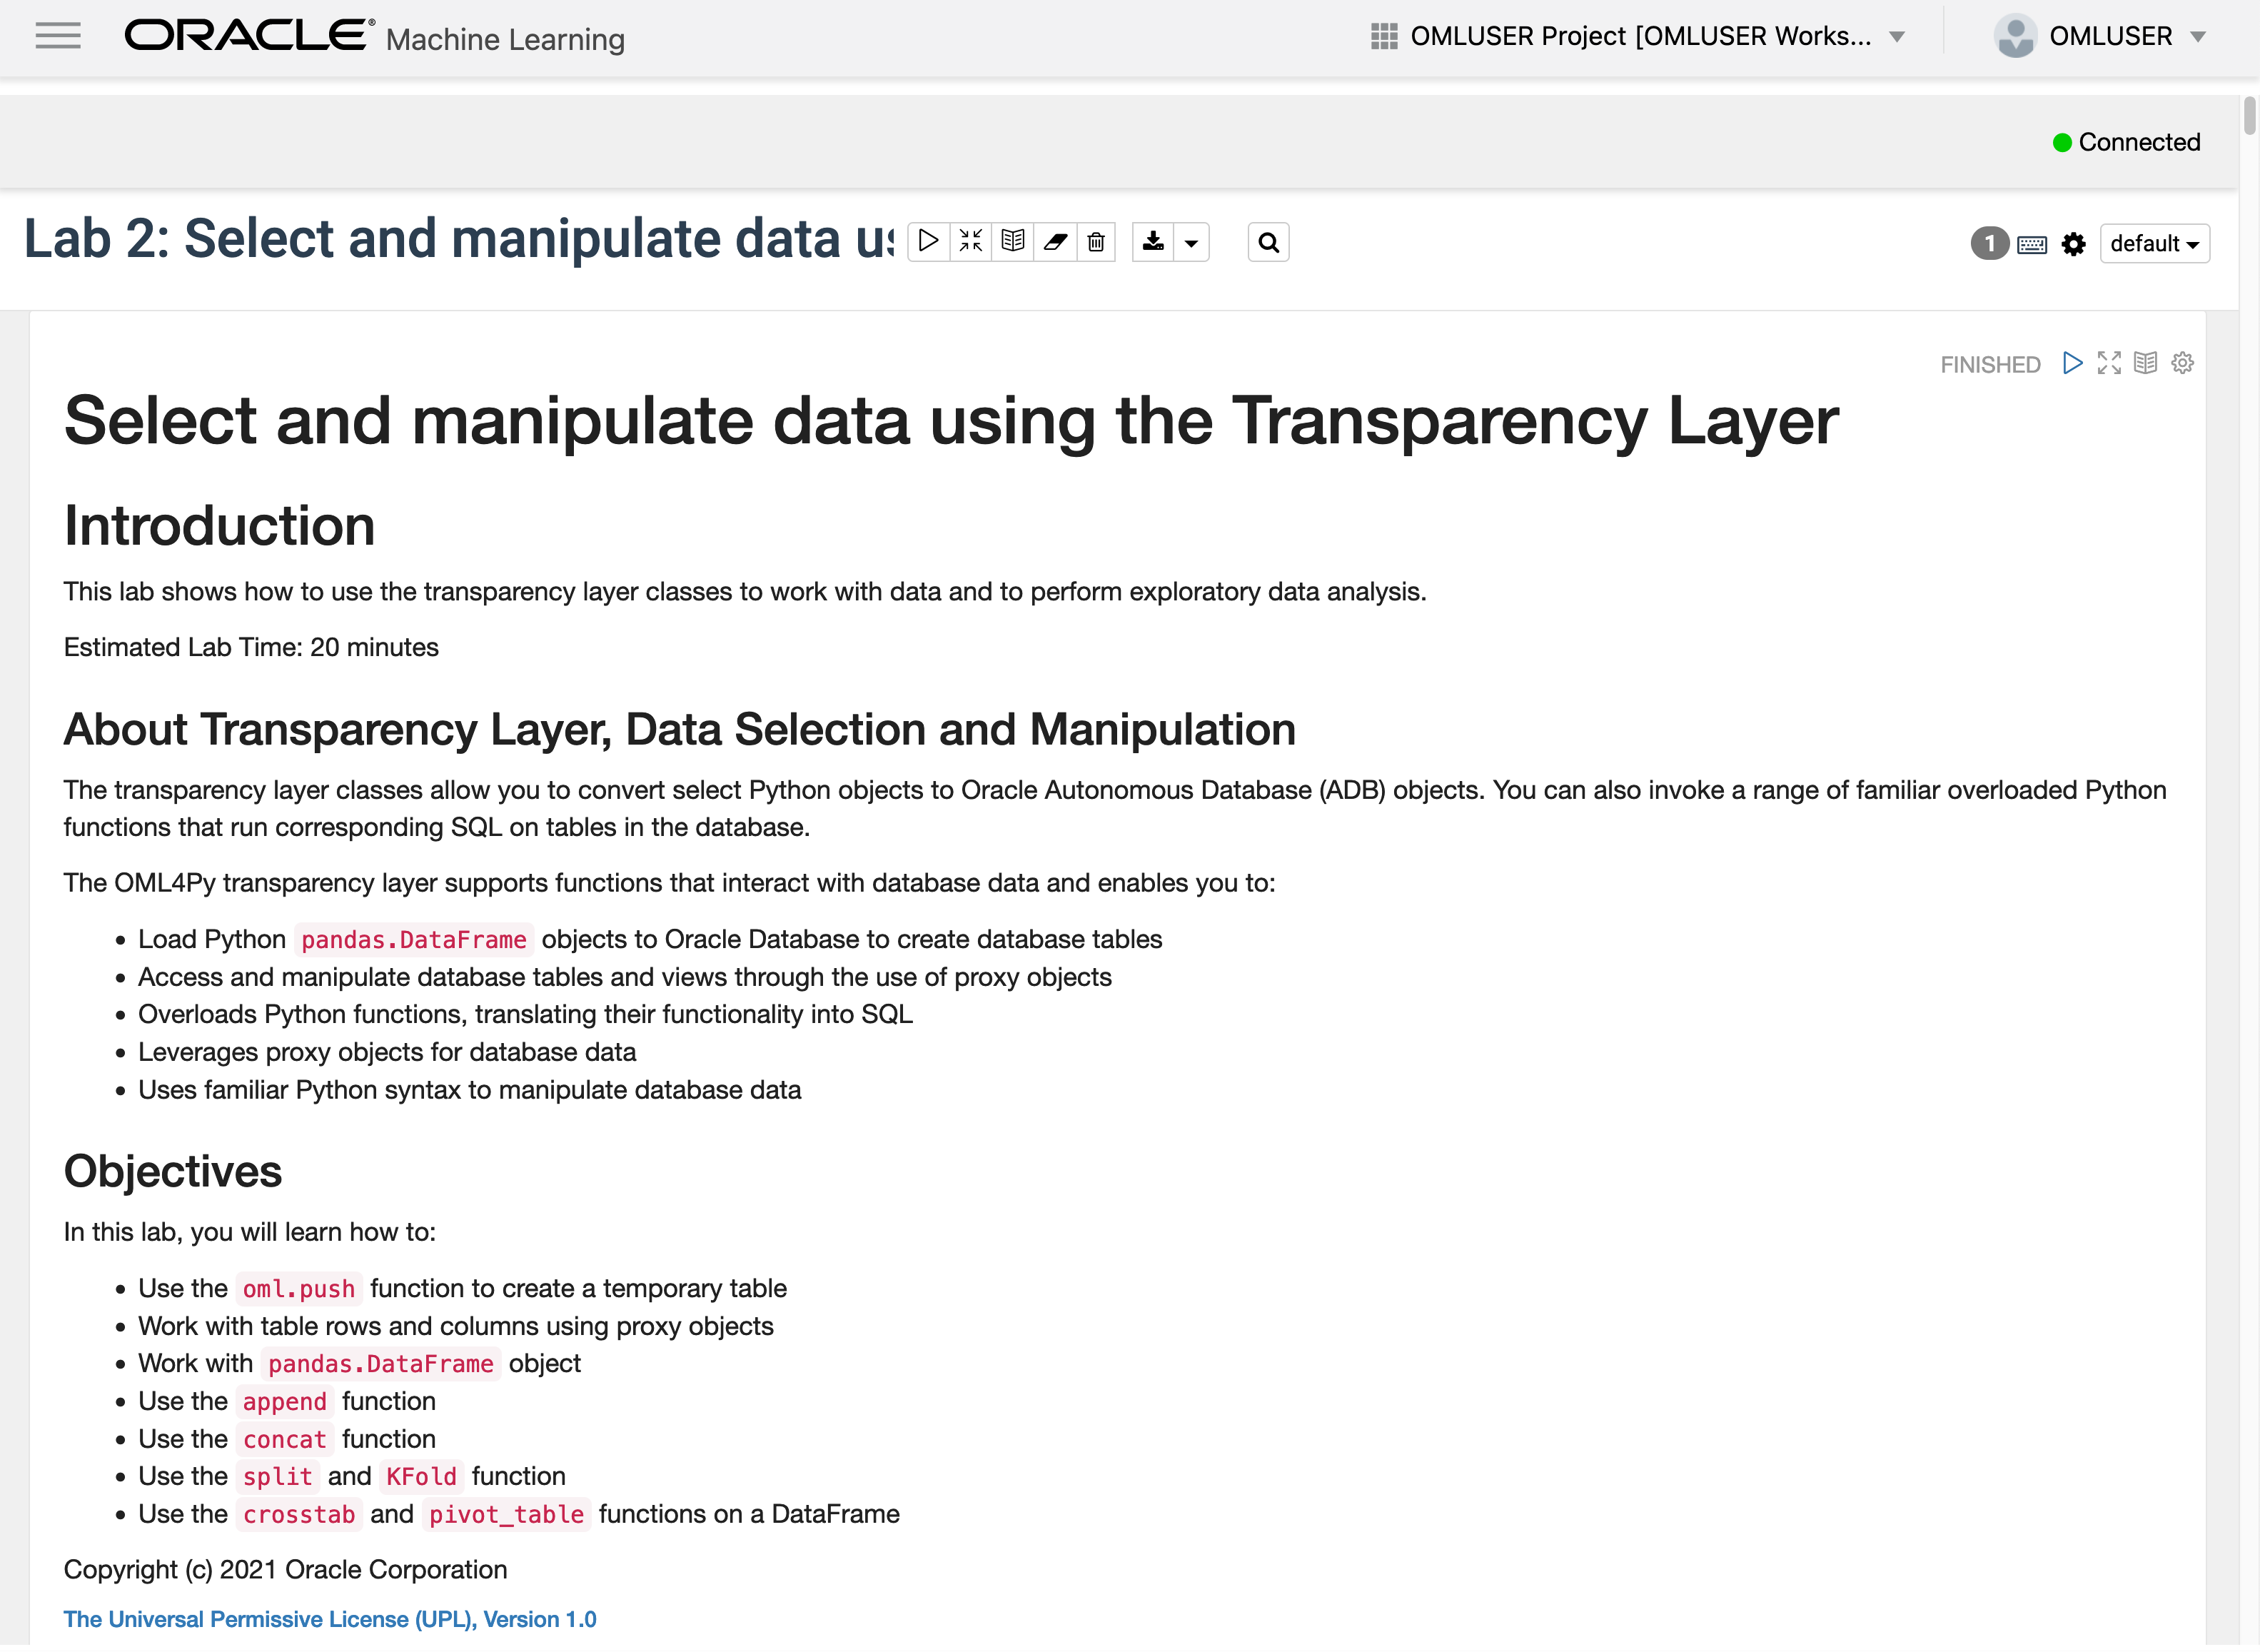 ORACLE® Machine Learning
OMLUSER Project [OMLUSER Works...
OMLUSER
Connected
Lab 2: Select and manipulate data us
1
default
FINISHED
Select and manipulate data using the Transparency Layer
Introduction
This lab shows how to use the transparency layer classes to work with data and to perform exploratory data analysis.
Estimated Lab Time: 20 minutes
About Transparency Layer, Data Selection and Manipulation
The transparency layer classes allow you to convert select Python objects to Oracle Autonomous Database (ADB) objects. You can also invoke a range of familiar overloaded Python
functions that run corresponding SQL on tables in the database.
The OML4Py transparency layer supports functions that interact with database data and enables you to:
• Load Python pandas.DataFrame objects to Oracle Database to create database tables
• Access and manipulate database tables and views through the use of proxy objects
• Overloads Python functions, translating their functionality into SQL
• Leverages proxy objects for database data
• Uses familiar Python syntax to manipulate database data
Objectives
In this lab, you will learn how to:
• Use the oml.push function to create a temporary table
• Work with table rows and columns using proxy objects
• Work with pandas.DataFrame object
• Use the append function
• Use the concat function
• Use the split and KFold function
• Use the crosstab and pivot_table functions on a DataFrame
Copyright (c) 2021 Oracle Corporation
The Universal Permissive License (UPL), Version 1.0